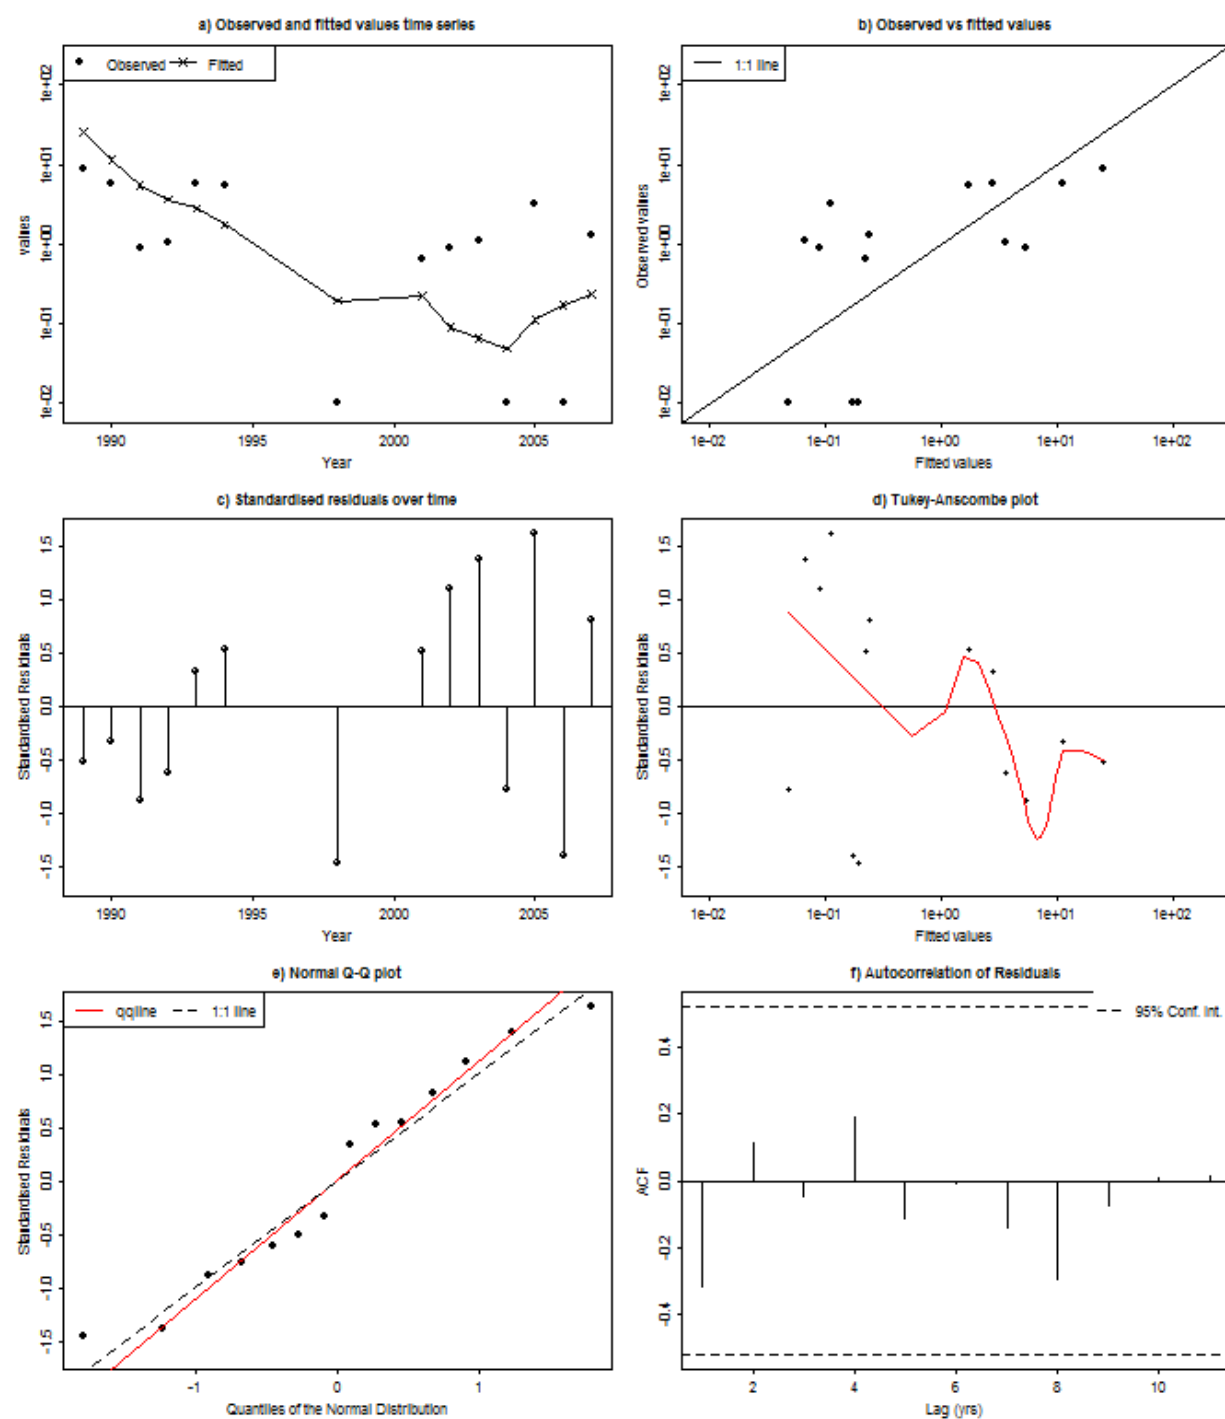 a) Observed and fitted values time series
Observed Fitted
values
1e+02
1e+01
1e+00
1e-01
1e-02
1990 1995 2000 2005
Year
b) Observed vs fitted values
1:1 line
Observed values
1e+02
1e+01
1e+00
1e-01
1e-02
1e-02 1e-01 1e+00 1e+01 1e+02
Fitted values
c) Standardised residuals over time
Standardised Residuals
1.5
1.0
0.5
0.0
-0.5
-1.0
-1.5
1990 1995 2000 2005
Year
d) Tukey-Anscombe plot
Standardised Residuals
1.5
1.0
0.5
0.0
-0.5
-1.0
-1.5
1e-02 1e-01 1e+00 1e+01 1e+02
Fitted values
e) Normal Q-Q plot
qqline 1:1 line
Standardised Residuals
1.5
1.0
0.5
0.0
-0.5
-1.0
-1.5
-1 0 1
Quantiles of the Normal Distribution
f) Autocorrelation of Residuals
95% Conf. Int.
ACF
0.4
0.2
0.0
-0.2
-0.4
2 4 6 8 10
Lag (yrs)